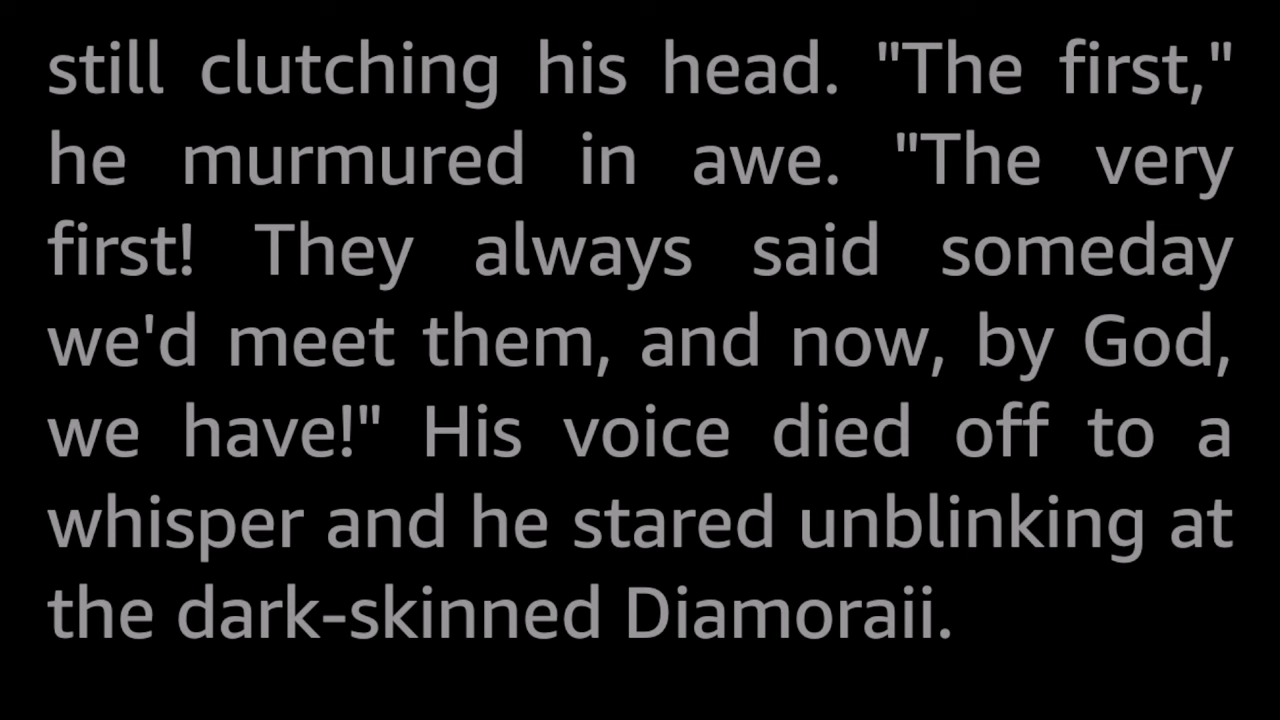 still clutching his head. "The first,"
he murmured in awe. "The very
first! They always said someday
we'd meet them, and now, by God,
we have!" His voice died off to a
whisper and he stared unblinking at
the dark-skinned Diamoraii.